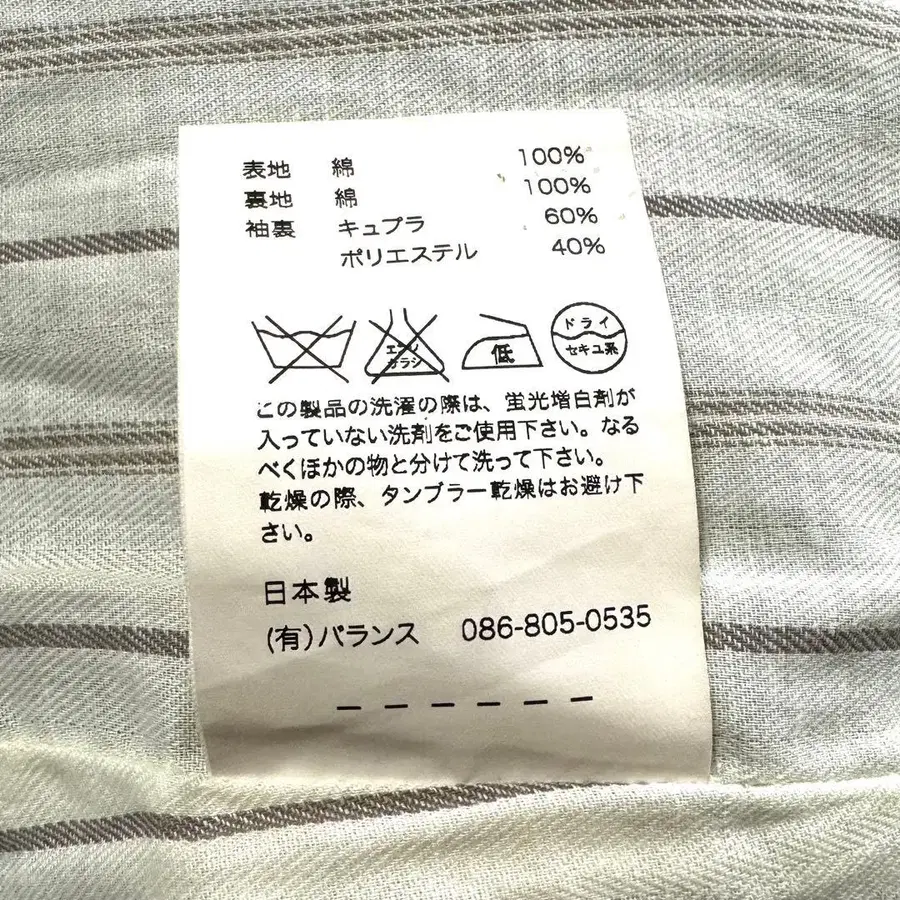 表地 綿 100%
裏地 綿 100%
袖裏 キュプラ 60%
ポリエステル 40%
エンソ
サラシ
低
ドライ
セキユ系
この製品の洗濯の際は、蛍光増白剤が
入っていない洗剤をご使用下さい。なる
べくほかの物と分けて洗って下さい。
乾燥の際、タンブラー乾燥はお避け下
さい。
日本製
(有)バランス 086-805-0535